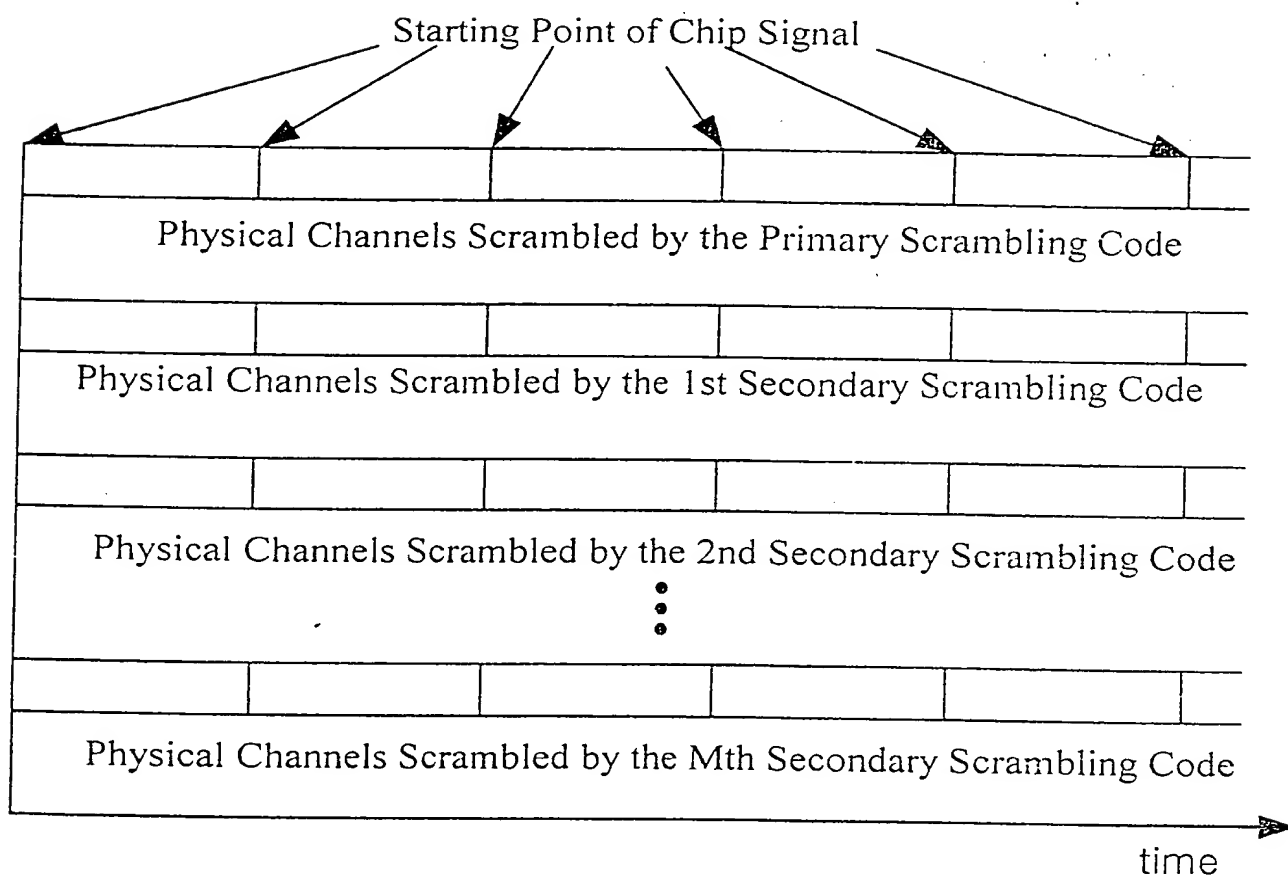 Starting Point of Chip Signal
Physical Channels Scrambled by the Primary Scrambling Code
Physical Channels Scrambled by the 1st Secondary Scrambling Code
Physical Channels Scrambled by the 2nd Secondary Scrambling Code
Physical Channels Scrambled by the Mth Secondary Scrambling Code
time